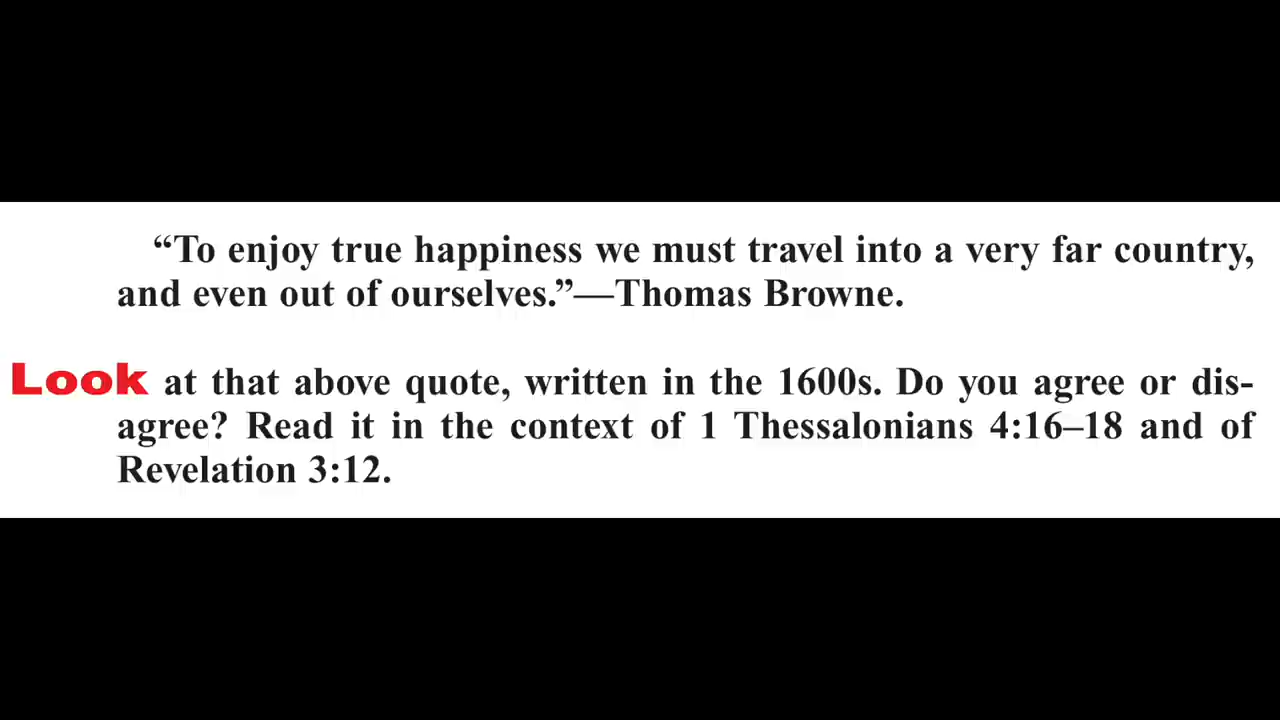 “To enjoy true happiness we must travel into a very far country,
and even out of ourselves.”—Thomas Browne.
Look at that above quote, written in the 1600s. Do you agree or dis-
agree? Read it in the context of 1 Thessalonians 4:16–18 and of
Revelation 3:12.